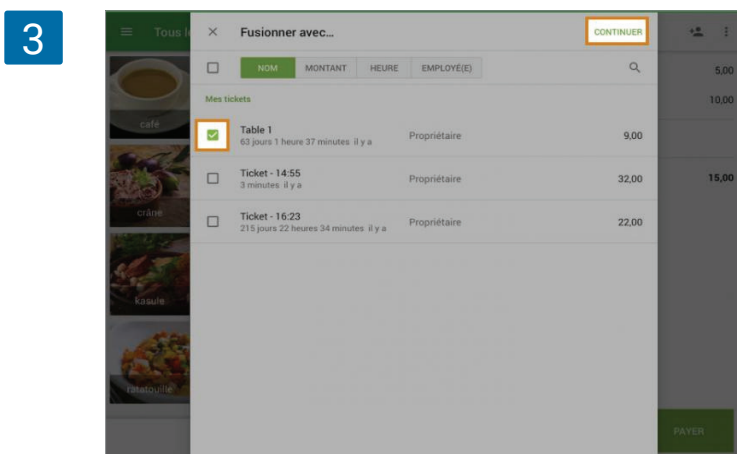 3
Tous l
Fusionner avec...
CONTINUER
NOM MONTANT HEURE EMPLOYÉ(E)
5,00
Mes tickets
10,00
café
Table 1
63 jours 1 heure 37 minutes il y a
Propriétaire
9,00
Ticket - 14:55
3 minutes il y a
Propriétaire
32,00
15,00
crâne
Ticket - 16:23
215 jours 22 heures 34 minutes il y a
Propriétaire
22,00
kasule
ratatouille
PAYER